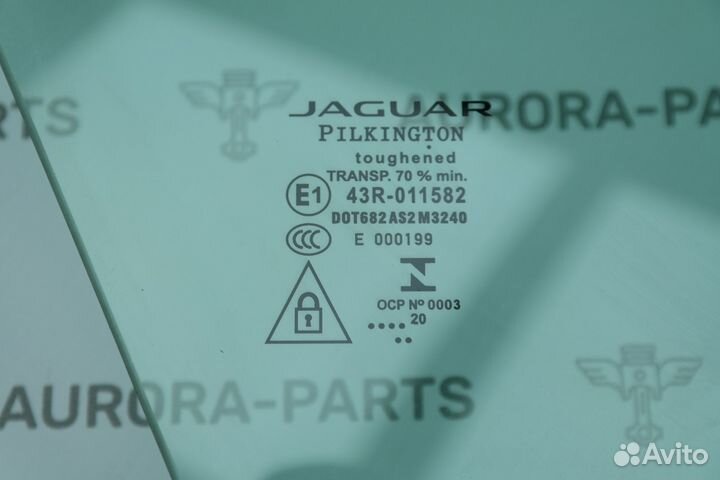 JAGUAR
PILKINGTON
toughened
TRANSP. 70 % min.
E1 43R-011582
DOT682 AS2 M3240
CCC E 000199
OCP Nº 0003
20
PARTS
AURORA-PA
AURORA-PARTS
Avito